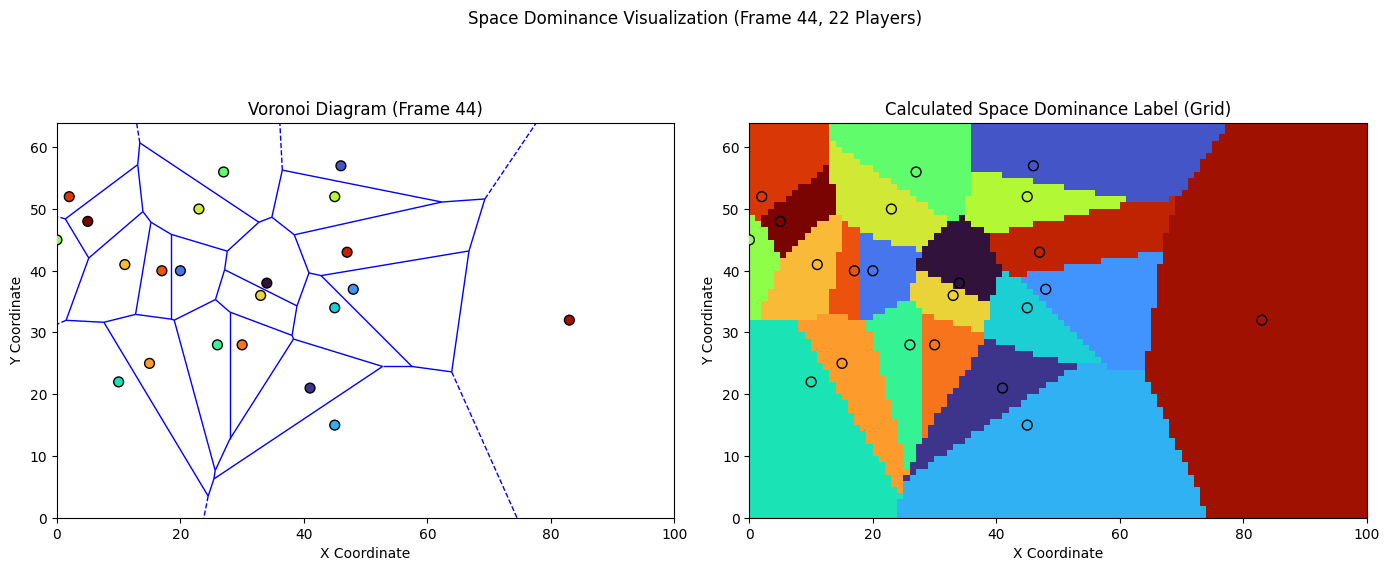 Space Dominance Visualization (Frame 44, 22 Players)
Voronoi Diagram (Frame 44)
60
50
40
30
20
10
0
0 20 40 60 80 100
Y Coordinate
X Coordinate
Calculated Space Dominance Label (Grid)
60
50
40
30
20
10
0
0 20 40 60 80 100
Y Coordinate
X Coordinate